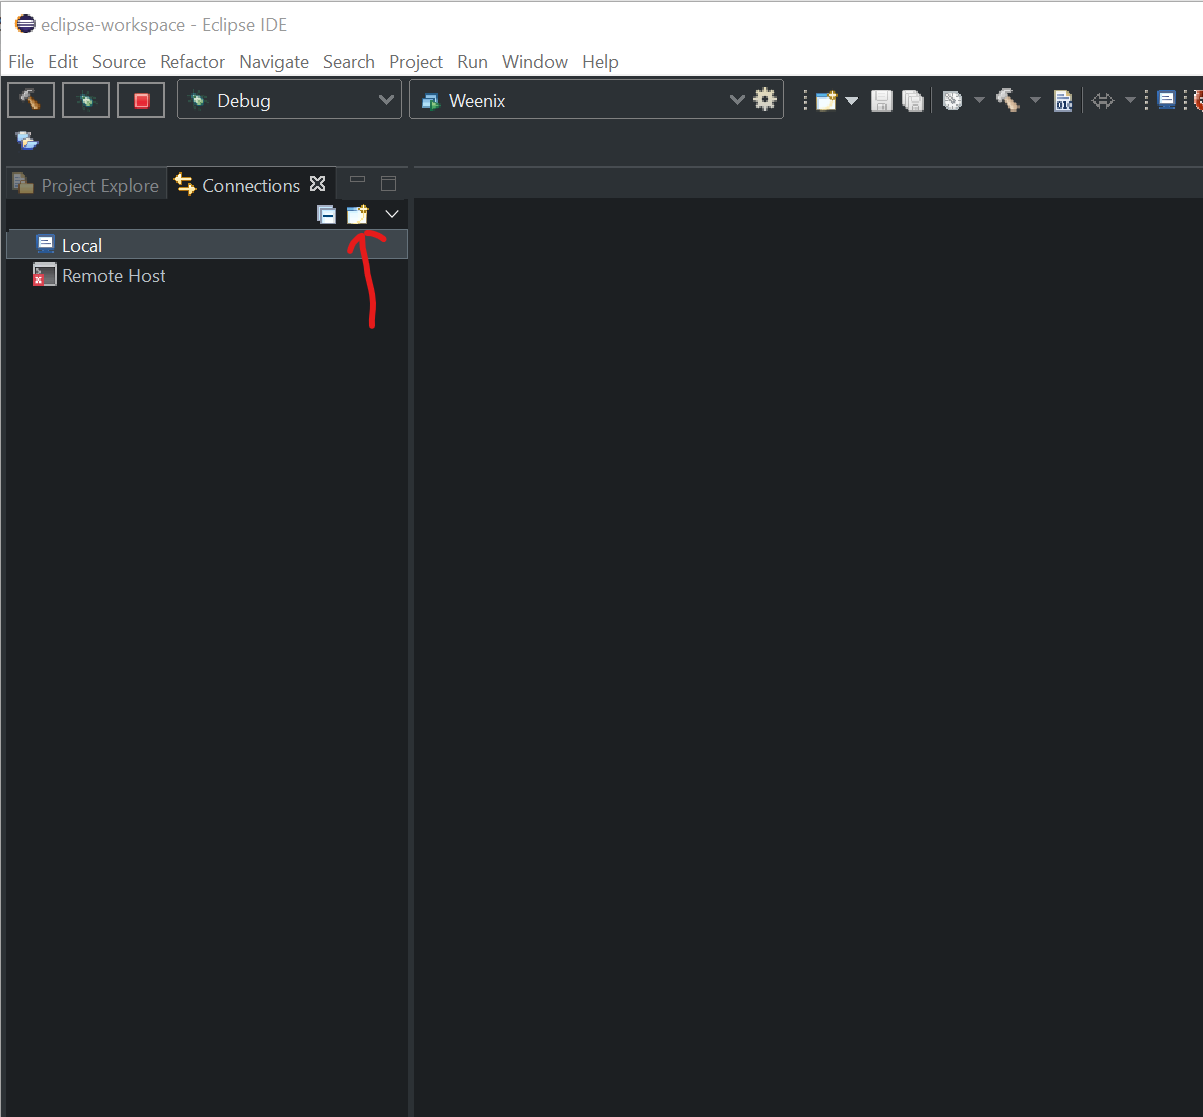 eclipse-workspace - Eclipse IDE
File Edit Source Refactor Navigate Search Project Run Window Help
Debug Weenix
Project Explore Connections
Local
Remote Host